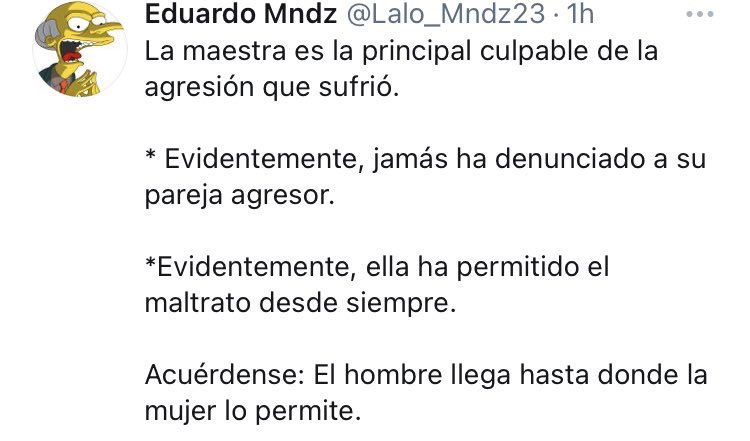 Eduardo Mndz @Lalo_Mndz23 · 1h
La maestra es la principal culpable de la
agresión que sufrió.
* Evidentemente, jamás ha denunciado a su
pareja agresor.
*Evidentemente, ella ha permitido el
maltrato desde siempre.
Acuérdense: El hombre llega hasta donde la
mujer lo permite.